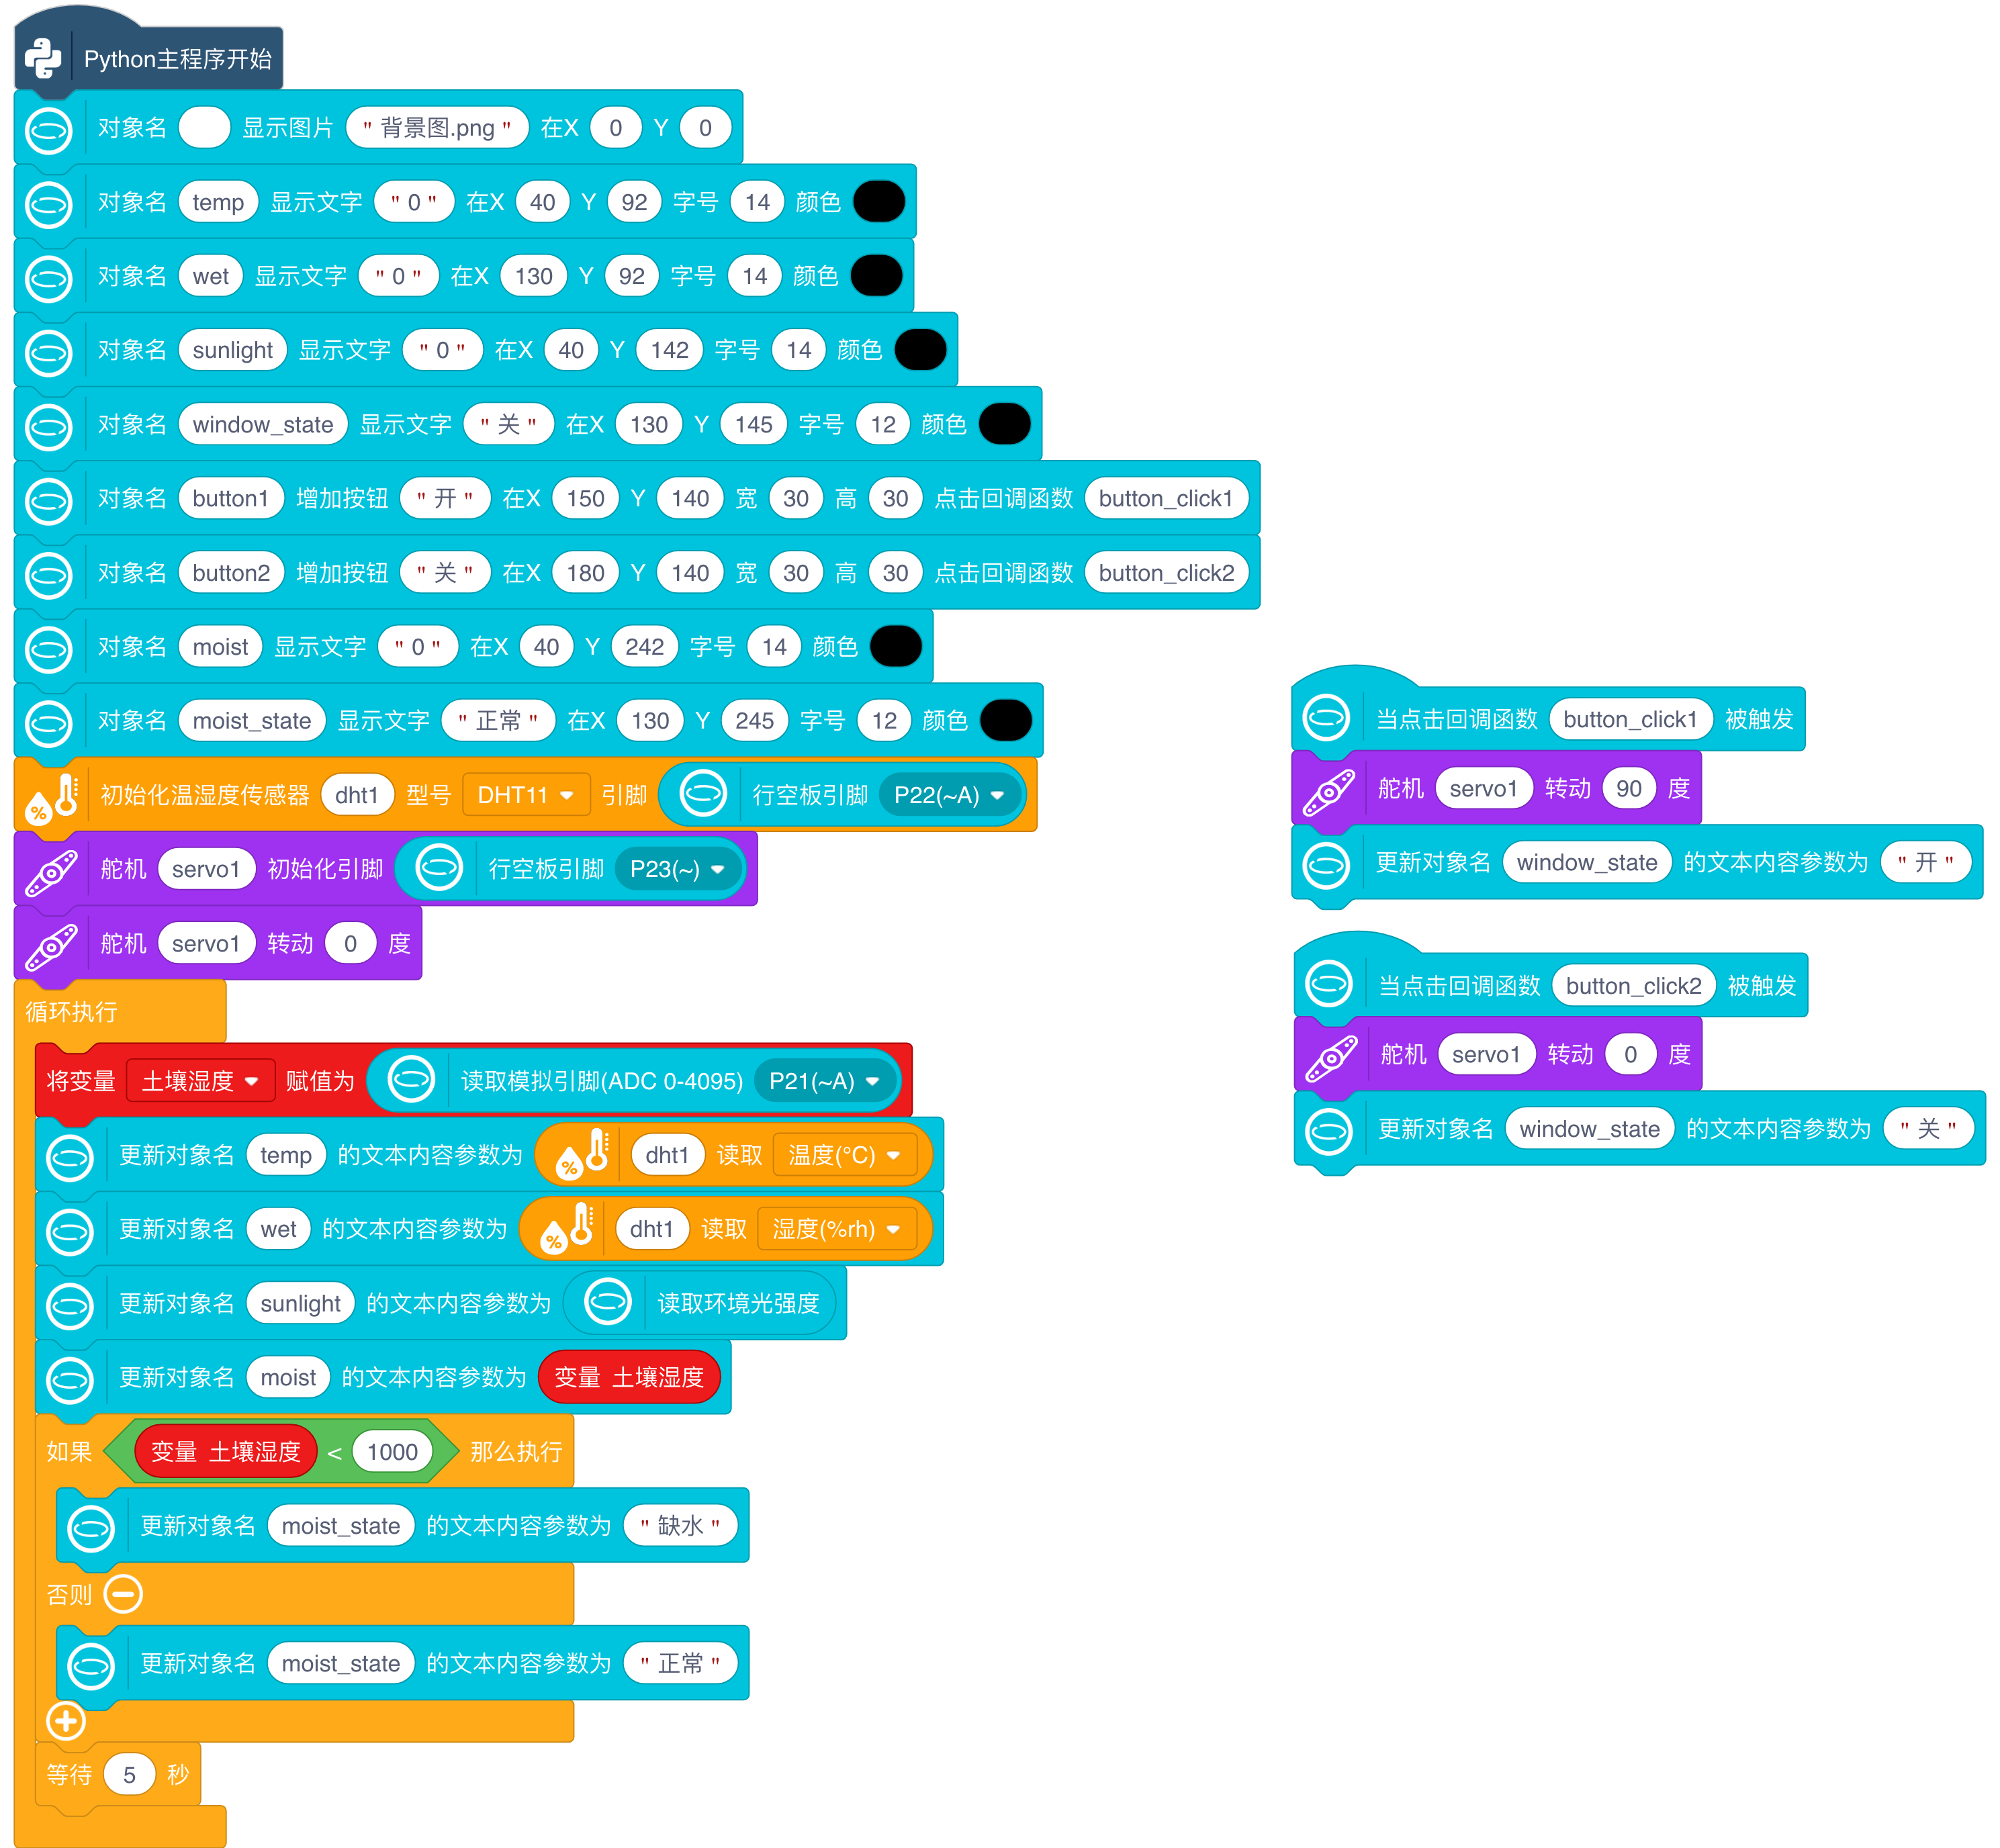 Python主程序开始
对象名 显示图片 "背景图.png" 在X 0 Y 0
对象名 temp 显示文字 "0" 在X 40 Y 92 字号 14 颜色
对象名 wet 显示文字 "0" 在X 130 Y 92 字号 14 颜色
对象名 sunlight 显示文字 "0" 在X 40 Y 142 字号 14 颜色
对象名 window_state 显示文字 "关" 在X 130 Y 145 字号 12 颜色
对象名 button1 增加按钮 "开" 在X 150 Y 140 宽 30 高 30 点击回调函数 button_click1
对象名 button2 增加按钮 "关" 在X 180 Y 140 宽 30 高 30 点击回调函数 button_click2
对象名 moist 显示文字 "0" 在X 40 Y 242 字号 14 颜色
对象名 moist_state 显示文字 "正常" 在X 130 Y 245 字号 12 颜色
% 初始化温湿度传感器 dht1 型号 DHT11 引脚 行空板引脚 P22(~A)
舵机 servo1 初始化引脚 行空板引脚 P23(~)
舵机 servo1 转动 0 度
循环执行
将变量 土壤湿度 赋值为 读取模拟引脚(ADC 0-4095) P21(~A)
更新对象名 temp 的文本内容参数为 % dht1 读取 温度(°C)
更新对象名 wet 的文本内容参数为 % dht1 读取 湿度(%rh)
更新对象名 sunlight 的文本内容参数为 读取环境光强度
更新对象名 moist 的文本内容参数为 变量 土壤湿度
如果 变量 土壤湿度 < 1000 那么执行
更新对象名 moist_state 的文本内容参数为 "缺水"
否则
更新对象名 moist_state 的文本内容参数为 "正常"
等待 5 秒
当点击回调函数 button_click1 被触发
舵机 servo1 转动 90 度
更新对象名 window_state 的文本内容参数为 "开"
当点击回调函数 button_click2 被触发
舵机 servo1 转动 0 度
更新对象名 window_state 的文本内容参数为 "关"